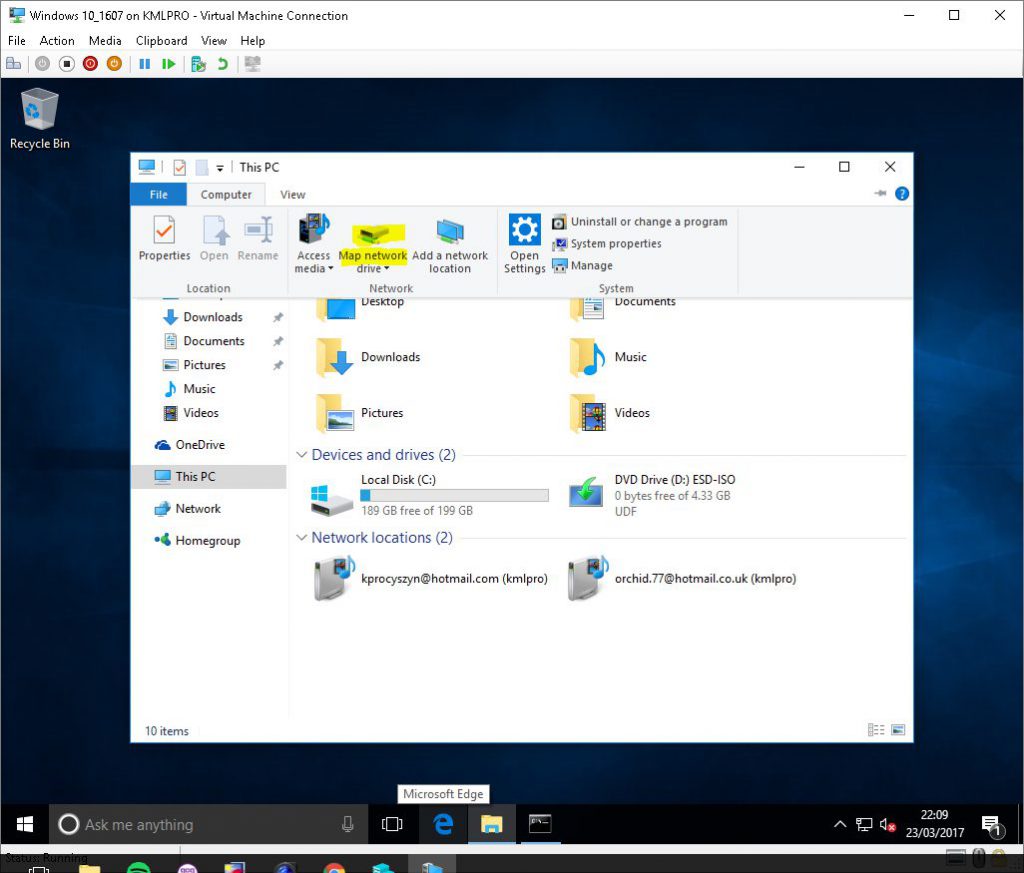 Windows 10_1607 on KMLPRO - Virtual Machine Connection
File Action Media Clipboard View Help
Recycle Bin
This PC
File Computer View
Properties Open Rename
Location
Access media
Map network drive
Add a network location
Network
Open Settings
Uninstall or change a program
System properties
Manage
System
Downloads
Documents
Pictures
Music
Videos
OneDrive
This PC
Network
Homegroup
Desktop
Documents
Downloads
Music
Pictures
Videos
Devices and drives (2)
Local Disk (C:)
189 GB free of 199 GB
DVD Drive (D:) ESD-ISO
0 bytes free of 4.33 GB
UDF
Network locations (2)
kprocyszyn@hotmail.com (kmlpro)
orchid.77@hotmail.co.uk (kmlpro)
10 items
Microsoft Edge
Ask me anything
22:09
23/03/2017
1
Status: Running